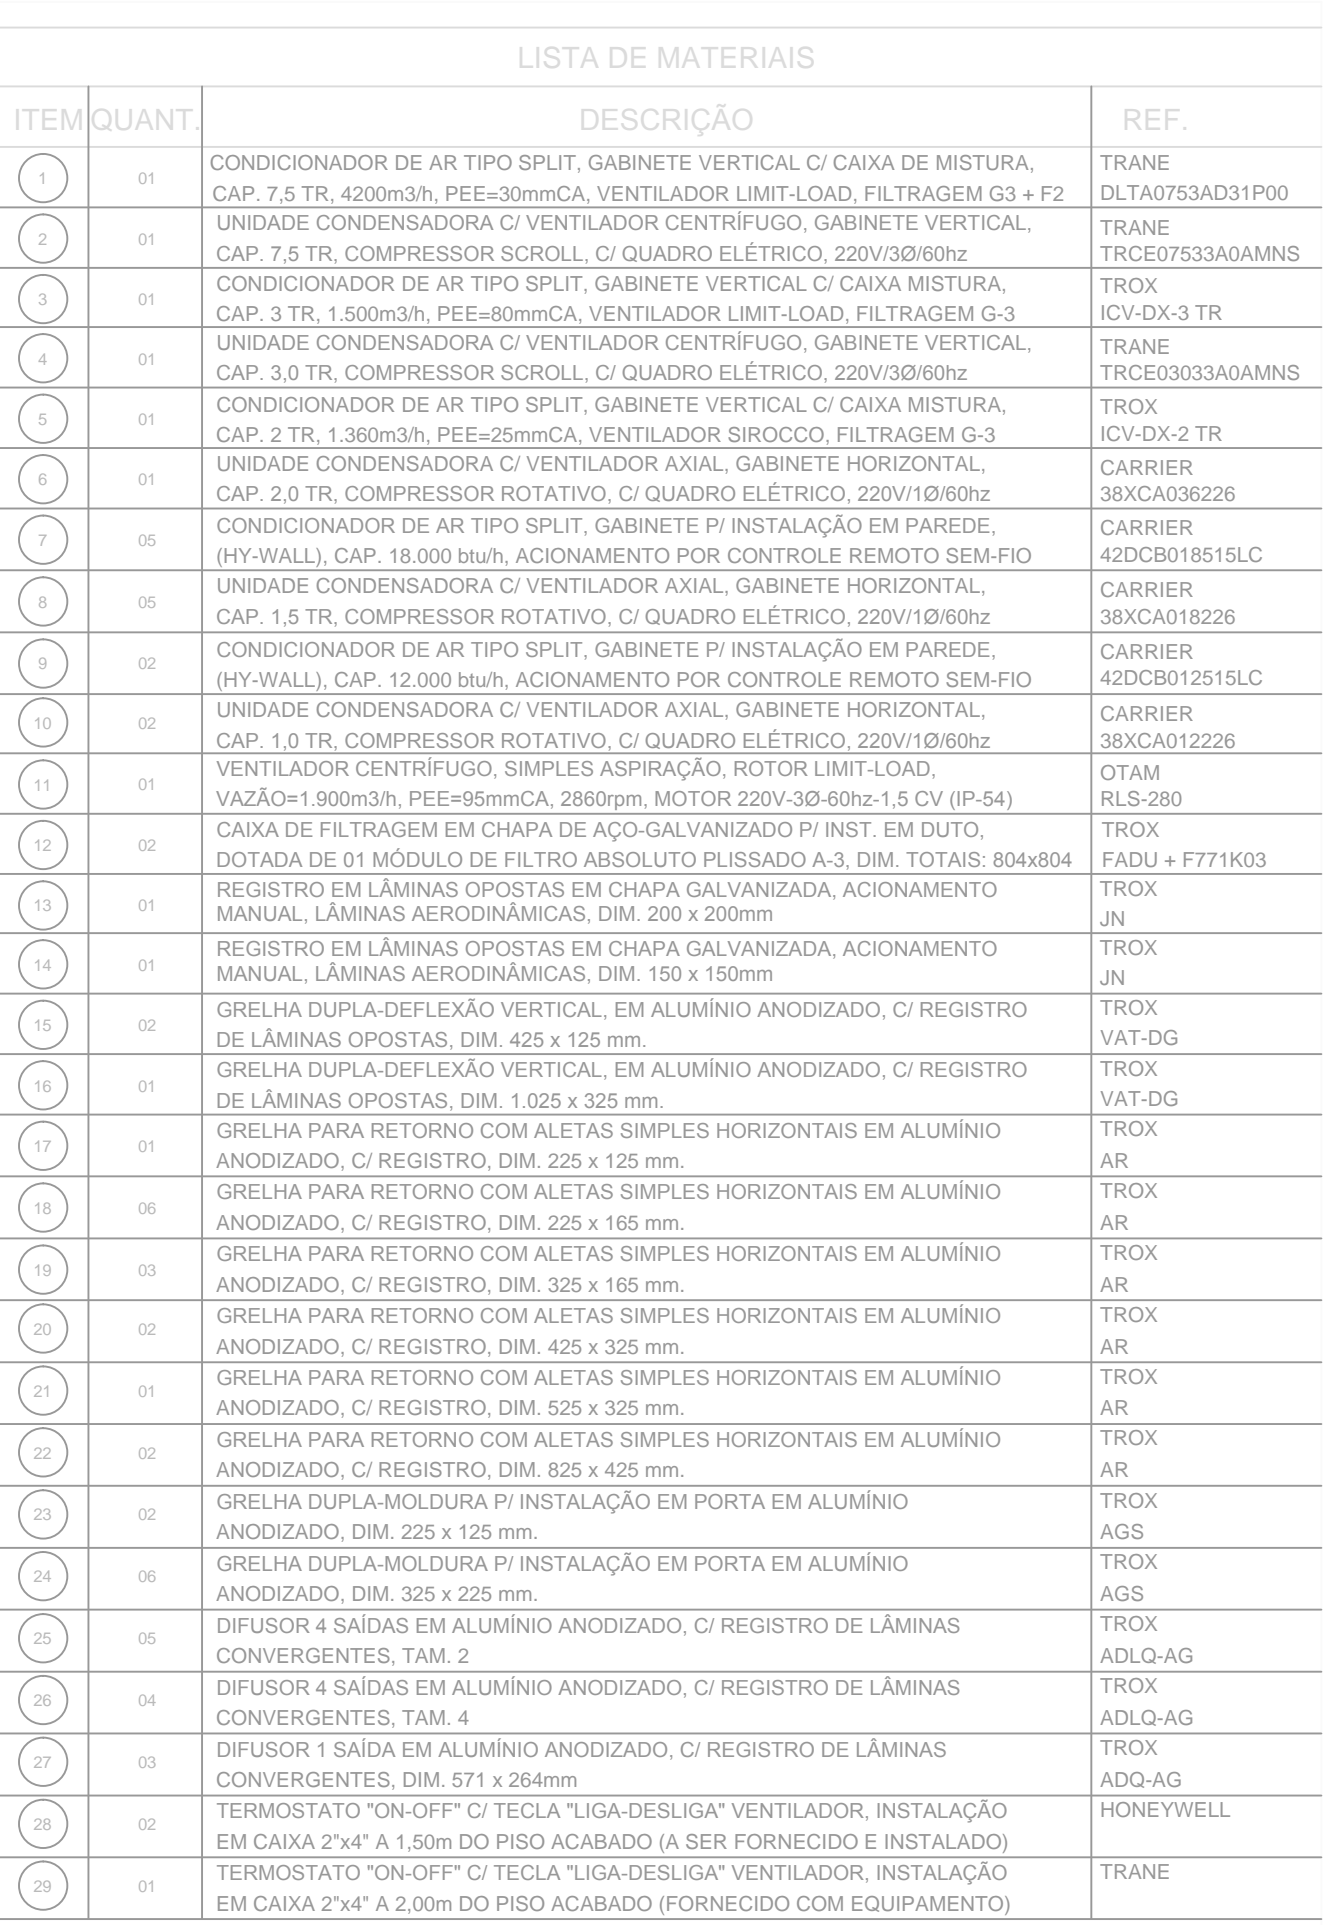 LISTA DE MATERIAIS
ITEM QUANT. DESCRIÇÃO REF.
1 01 CONDICIONADOR DE AR TIPO SPLIT, GABINETE VERTICAL C/ CAIXA DE MISTURA, TRANE
CAP. 7,5 TR, 4200m3/h, PEE=30mmCA, VENTILADOR LIMIT-LOAD, FILTRAGEM G3 + F2 DLTA0753AD31P00
2 01 UNIDADE CONDENSADORA C/ VENTILADOR CENTRÍFUGO, GABINETE VERTICAL, TRANE
CAP. 7,5 TR, COMPRESSOR SCROLL, C/ QUADRO ELÉTRICO, 220V/3Ø/60hz TRCE07533A0AMNS
3 01 CONDICIONADOR DE AR TIPO SPLIT, GABINETE VERTICAL C/ CAIXA MISTURA, TROX
CAP. 3 TR, 1.500m3/h, PEE=80mmCA, VENTILADOR LIMIT-LOAD, FILTRAGEM G-3 ICV-DX-3 TR
4 01 UNIDADE CONDENSADORA C/ VENTILADOR CENTRÍFUGO, GABINETE VERTICAL, TRANE
CAP. 3,0 TR, COMPRESSOR SCROLL, C/ QUADRO ELÉTRICO, 220V/3Ø/60hz TRCE03033A0AMNS
5 01 CONDICIONADOR DE AR TIPO SPLIT, GABINETE VERTICAL C/ CAIXA MISTURA, TROX
CAP. 2 TR, 1.360m3/h, PEE=25mmCA, VENTILADOR SIROCCO, FILTRAGEM G-3 ICV-DX-2 TR
6 01 UNIDADE CONDENSADORA C/ VENTILADOR AXIAL, GABINETE HORIZONTAL, CARRIER
CAP. 2,0 TR, COMPRESSOR ROTATIVO, C/ QUADRO ELÉTRICO, 220V/1Ø/60hz 38XCA036226
7 05 CONDICIONADOR DE AR TIPO SPLIT, GABINETE P/ INSTALAÇÃO EM PAREDE, CARRIER
(HY-WALL), CAP. 18.000 btu/h, ACIONAMENTO POR CONTROLE REMOTO SEM-FIO 42DCB018515LC
8 05 UNIDADE CONDENSADORA C/ VENTILADOR AXIAL, GABINETE HORIZONTAL, CARRIER
CAP. 1,5 TR, COMPRESSOR ROTATIVO, C/ QUADRO ELÉTRICO, 220V/1Ø/60hz 38XCA018226
9 02 CONDICIONADOR DE AR TIPO SPLIT, GABINETE P/ INSTALAÇÃO EM PAREDE, CARRIER
(HY-WALL), CAP. 12.000 btu/h, ACIONAMENTO POR CONTROLE REMOTO SEM-FIO 42DCB012515LC
10 02 UNIDADE CONDENSADORA C/ VENTILADOR AXIAL, GABINETE HORIZONTAL, CARRIER
CAP. 1,0 TR, COMPRESSOR ROTATIVO, C/ QUADRO ELÉTRICO, 220V/1Ø/60hz 38XCA012226
11 01 VENTILADOR CENTRÍFUGO, SIMPLES ASPIRAÇÃO, ROTOR LIMIT-LOAD, OTAM
VAZÃO=1.900m3/h, PEE=95mmCA, 2860rpm, MOTOR 220V-3Ø-60hz-1,5 CV (IP-54) RLS-280
12 02 CAIXA DE FILTRAGEM EM CHAPA DE AÇO-GALVANIZADO P/ INST. EM DUTO, TROX
DOTADA DE 01 MÓDULO DE FILTRO ABSOLUTO PLISSADO A-3, DIM. TOTAIS: 804x804 FADU + F771K03
13 01 REGISTRO EM LÂMINAS OPOSTAS EM CHAPA GALVANIZADA, ACIONAMENTO TROX
MANUAL, LÂMINAS AERODINÂMICAS, DIM. 200 x 200mm JN
14 01 REGISTRO EM LÂMINAS OPOSTAS EM CHAPA GALVANIZADA, ACIONAMENTO TROX
MANUAL, LÂMINAS AERODINÂMICAS, DIM. 150 x 150mm JN
15 02 GRELHA DUPLA-DEFLEXÃO VERTICAL, EM ALUMÍNIO ANODIZADO, C/ REGISTRO TROX
DE LÂMINAS OPOSTAS, DIM. 425 x 125 mm. VAT-DG
16 01 GRELHA DUPLA-DEFLEXÃO VERTICAL, EM ALUMÍNIO ANODIZADO, C/ REGISTRO TROX
DE LÂMINAS OPOSTAS, DIM. 1.025 x 325 mm. VAT-DG
17 01 GRELHA PARA RETORNO COM ALETAS SIMPLES HORIZONTAIS EM ALUMÍNIO TROX
ANODIZADO, C/ REGISTRO, DIM. 225 x 125 mm. AR
18 06 GRELHA PARA RETORNO COM ALETAS SIMPLES HORIZONTAIS EM ALUMÍNIO TROX
ANODIZADO, C/ REGISTRO, DIM. 225 x 165 mm. AR
19 03 GRELHA PARA RETORNO COM ALETAS SIMPLES HORIZONTAIS EM ALUMÍNIO TROX
ANODIZADO, C/ REGISTRO, DIM. 325 x 165 mm. AR
20 02 GRELHA PARA RETORNO COM ALETAS SIMPLES HORIZONTAIS EM ALUMÍNIO TROX
ANODIZADO, C/ REGISTRO, DIM. 425 x 325 mm. AR
21 01 GRELHA PARA RETORNO COM ALETAS SIMPLES HORIZONTAIS EM ALUMÍNIO TROX
ANODIZADO, C/ REGISTRO, DIM. 525 x 325 mm. AR
22 02 GRELHA PARA RETORNO COM ALETAS SIMPLES HORIZONTAIS EM ALUMÍNIO TROX
ANODIZADO, C/ REGISTRO, DIM. 825 x 425 mm. AR
23 02 GRELHA DUPLA-MOLDURA P/ INSTALAÇÃO EM PORTA EM ALUMÍNIO TROX
ANODIZADO, DIM. 225 x 125 mm. AGS
24 06 GRELHA DUPLA-MOLDURA P/ INSTALAÇÃO EM PORTA EM ALUMÍNIO TROX
ANODIZADO, DIM. 325 x 225 mm. AGS
25 05 DIFUSOR 4 SAÍDAS EM ALUMÍNIO ANODIZADO, C/ REGISTRO DE LÂMINAS TROX
CONVERGENTES, TAM. 2 ADLQ-AG
26 04 DIFUSOR 4 SAÍDAS EM ALUMÍNIO ANODIZADO, C/ REGISTRO DE LÂMINAS TROX
CONVERGENTES, TAM. 4 ADLQ-AG
27 03 DIFUSOR 1 SAÍDA EM ALUMÍNIO ANODIZADO, C/ REGISTRO DE LÂMINAS TROX
CONVERGENTES, DIM. 571 x 264mm ADQ-AG
28 02 TERMOSTATO "ON-OFF" C/ TECLA "LIGA-DESLIGA" VENTILADOR, INSTALAÇÃO HONEYWELL
EM CAIXA 2"x4" A 1,50m DO PISO ACABADO (A SER FORNECIDO E INSTALADO)
29 01 TERMOSTATO "ON-OFF" C/ TECLA "LIGA-DESLIGA" VENTILADOR, INSTALAÇÃO TRANE
EM CAIXA 2"x4" A 2,00m DO PISO ACABADO (FORNECIDO COM EQUIPAMENTO)